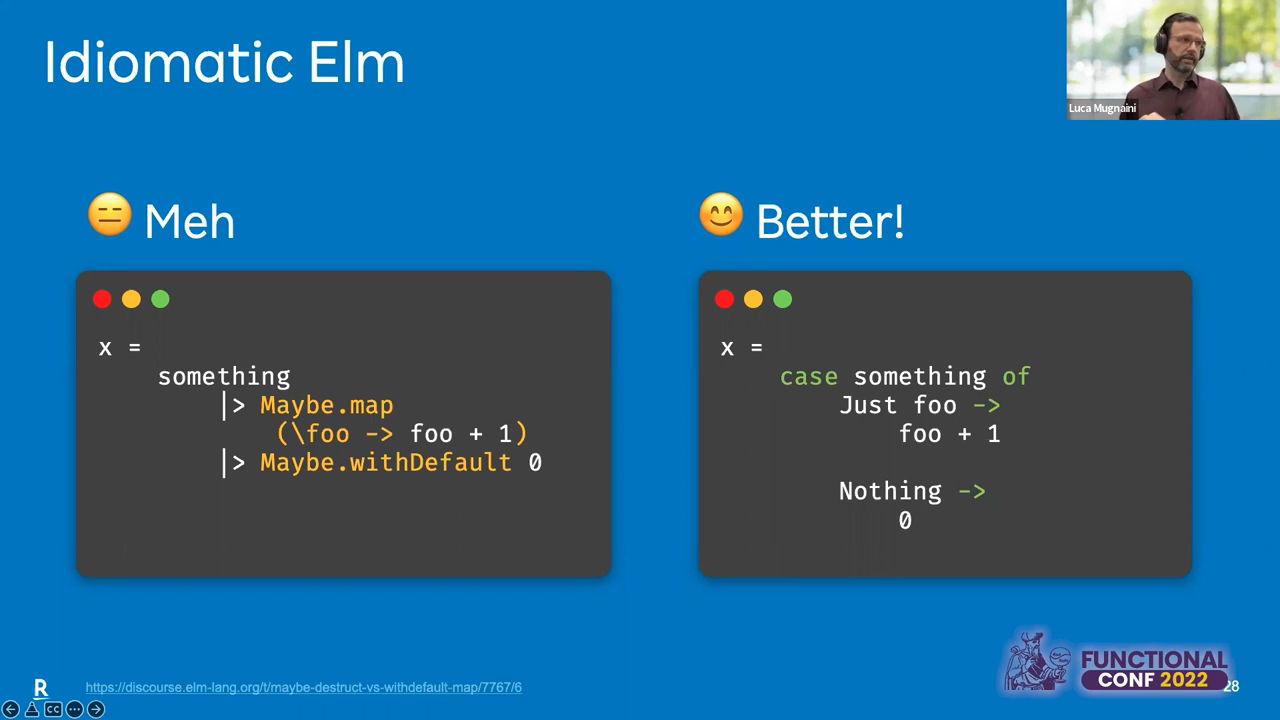 Idiomatic Elm
Luca Mugnaini
😑 Meh
x =
    something
        |> Maybe.map
            (\foo -> foo + 1)
        |> Maybe.withDefault 0
😊 Better!
x =
    case something of
        Just foo ->
            foo + 1

        Nothing ->
            0
R
https://discourse.elm-lang.org/t/maybe-destruct-vs-withdefault-map/7767/6
CC
FUNCTIONAL
CONF 2022
28